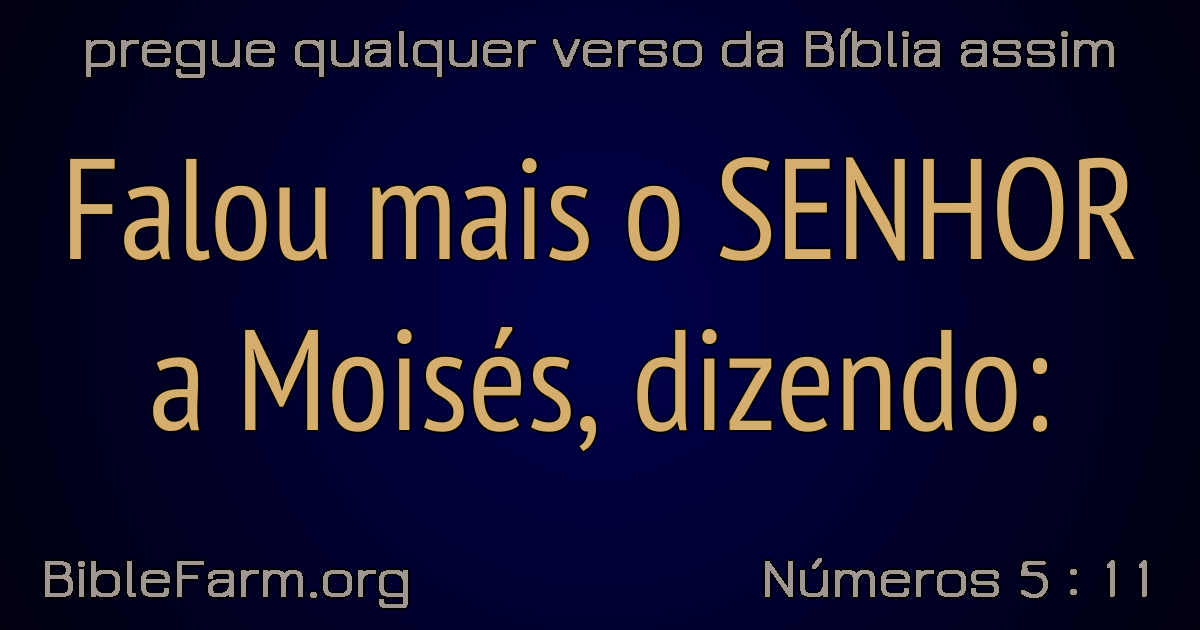 pregue qualquer verso da Bíblia assim
Falou mais o SENHOR
a Moisés, dizendo:
BibleFarm.org
Números 5 : 11